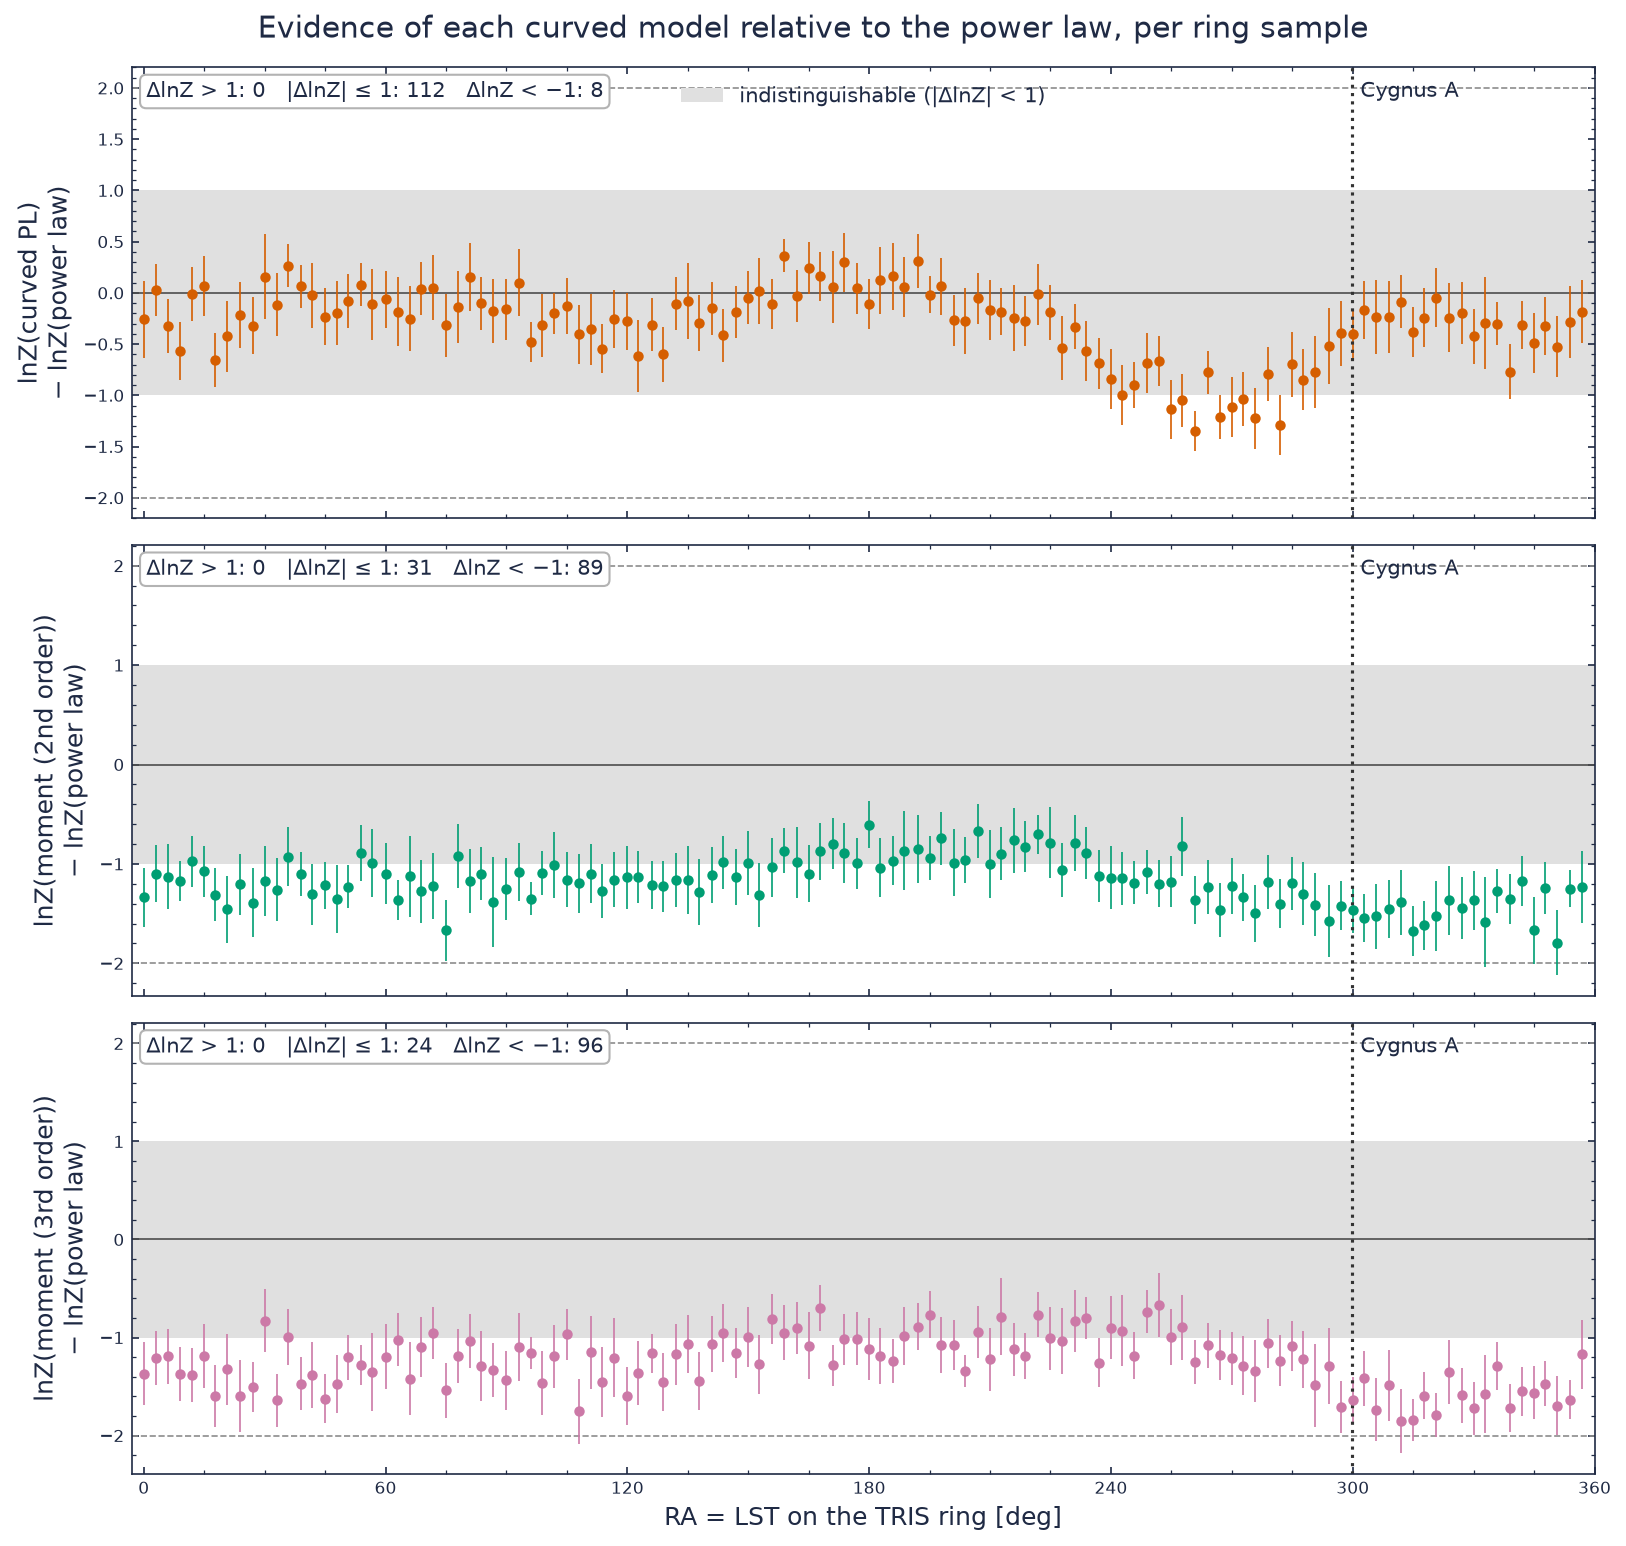 Evidence of each curved model relative to the power law, per ring sample
lnZ(curved PL)
− lnZ(power law)
2.0
1.5
1.0
0.5
0.0
−0.5
−1.0
−1.5
−2.0
ΔlnZ > 1: 0   |ΔlnZ| ≤ 1: 112   ΔlnZ < −1: 8
indistinguishable (|ΔlnZ| < 1)
Cygnus A
lnZ(moment (2nd order))
− lnZ(power law)
2
1
0
−1
−2
ΔlnZ > 1: 0   |ΔlnZ| ≤ 1: 31   ΔlnZ < −1: 89
Cygnus A
lnZ(moment (3rd order))
− lnZ(power law)
2
1
0
−1
−2
ΔlnZ > 1: 0   |ΔlnZ| ≤ 1: 24   ΔlnZ < −1: 96
Cygnus A
0 60 120 180 240 300 360
RA = LST on the TRIS ring [deg]